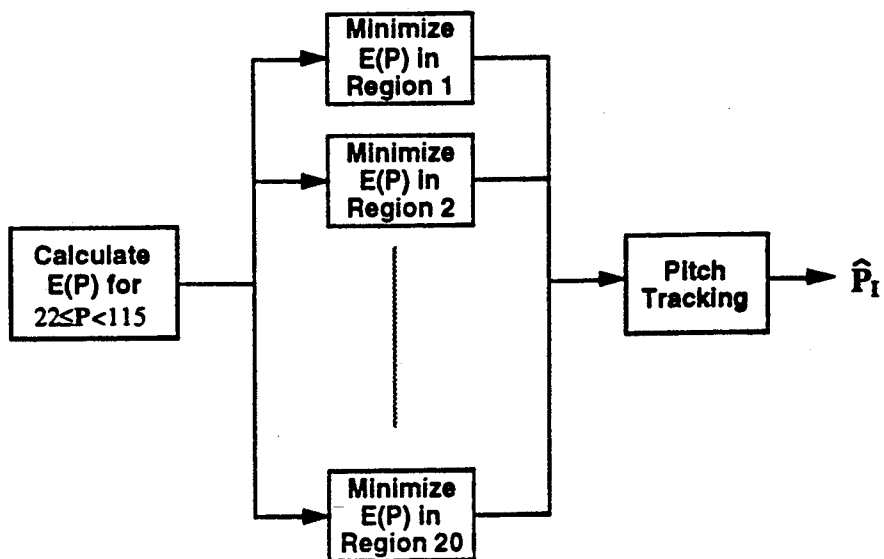 Minimize
E(P) in
Region 1
Minimize
E(P) in
Region 2
Calculate
E(P) for
22≤P<115
Pitch
Tracking
P̂I
Minimize
E(P) in
Region 20